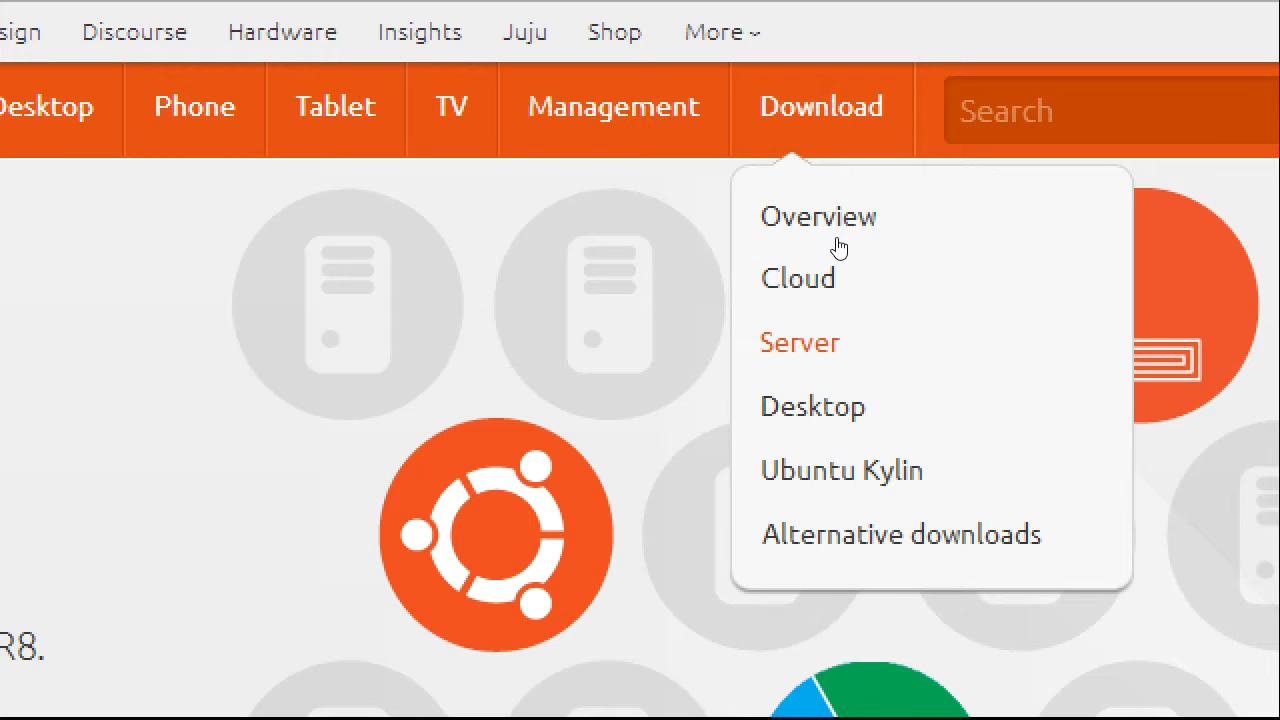 sign Discourse Hardware Insights Juju Shop More
Desktop Phone Tablet TV Management Download Search
Overview
Cloud
Server
Desktop
Ubuntu Kylin
Alternative downloads
R8.